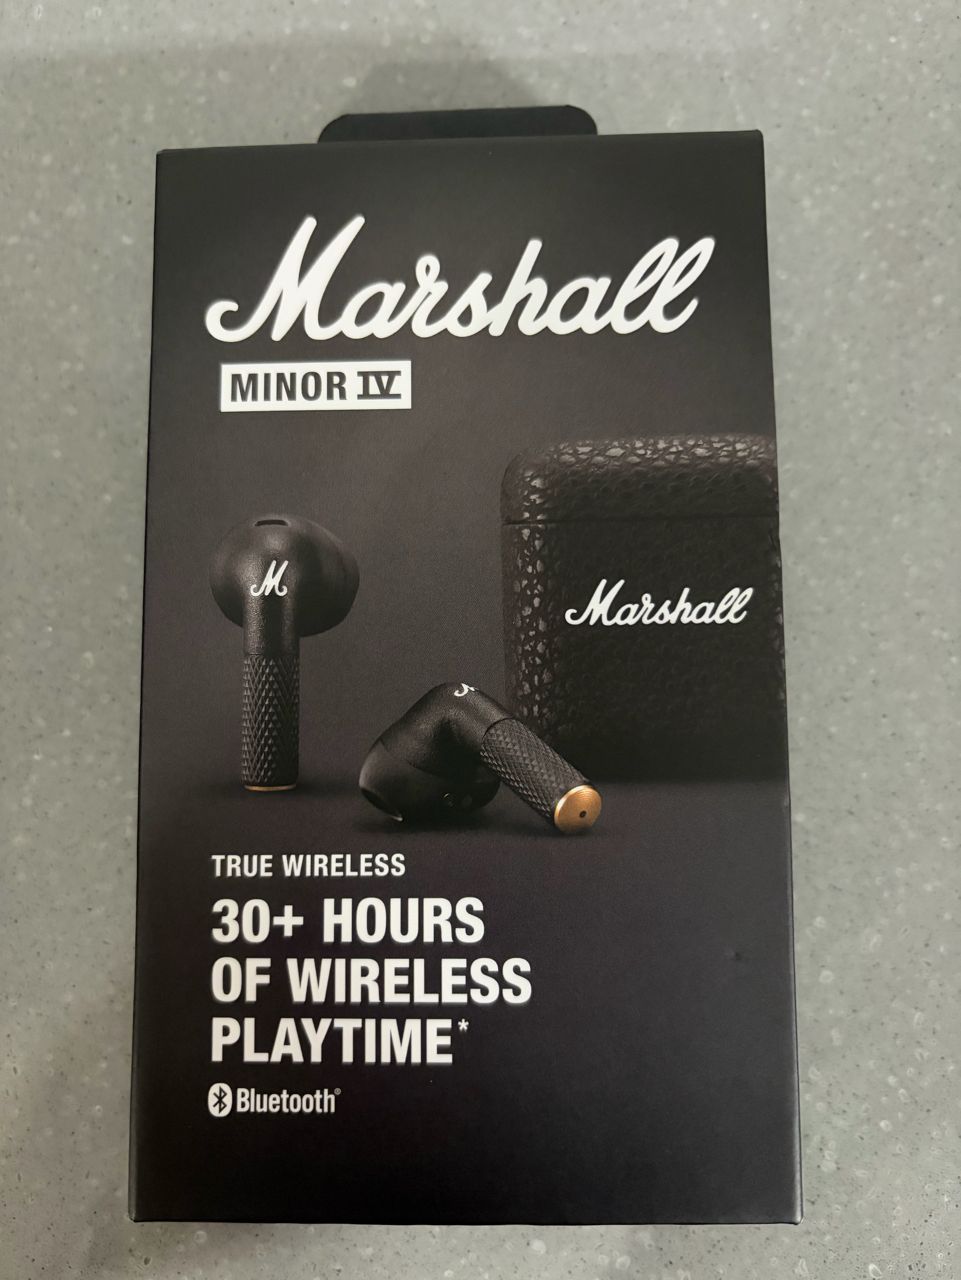 Marshall
MINOR IV
M
Marshall
TRUE WIRELESS
30+ HOURS
OF WIRELESS
PLAYTIME*
Bluetooth®